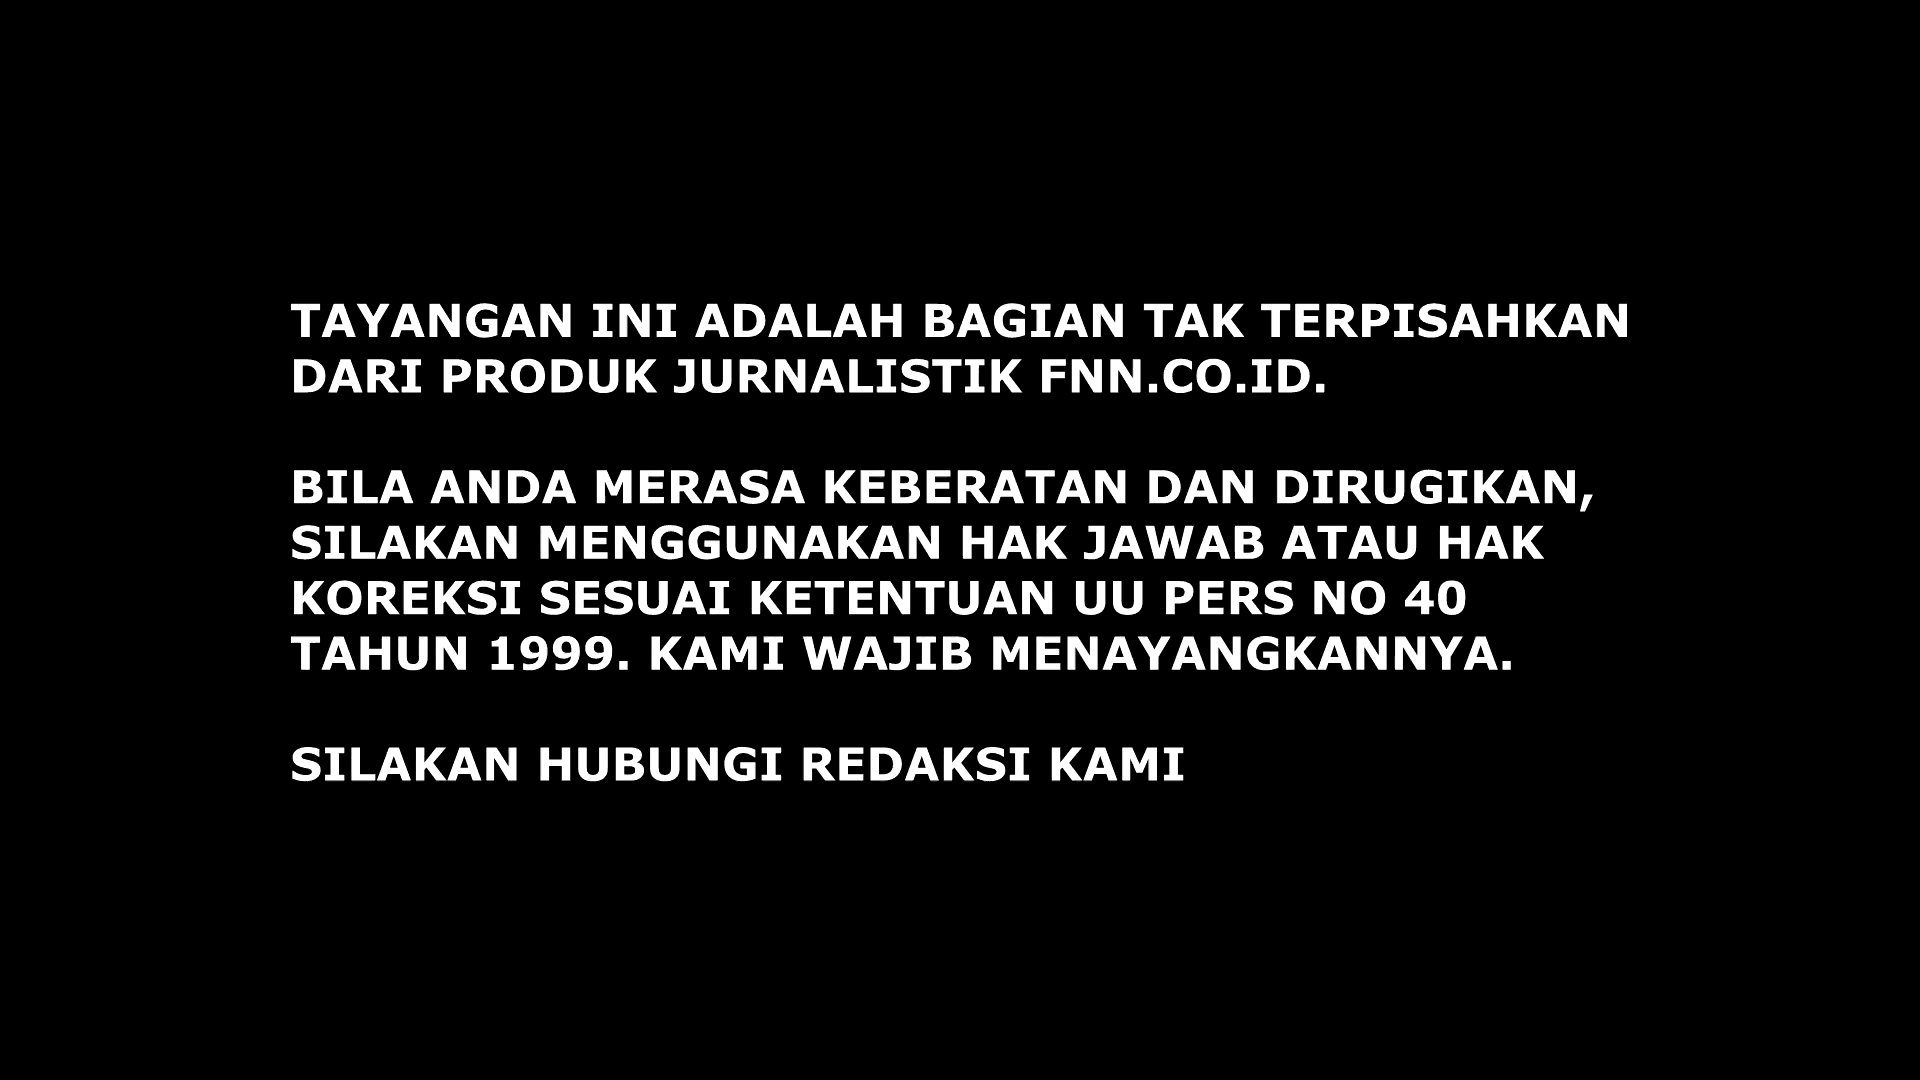 TAYANGAN INI ADALAH BAGIAN TAK TERPISAHKAN
DARI PRODUK JURNALISTIK FNN.CO.ID.
BILA ANDA MERASA KEBERATAN DAN DIRUGIKAN,
SILAKAN MENGGUNAKAN HAK JAWAB ATAU HAK
KOREKSI SESUAI KETENTUAN UU PERS NO 40
TAHUN 1999. KAMI WAJIB MENAYANGKANNYA.
SILAKAN HUBUNGI REDAKSI KAMI